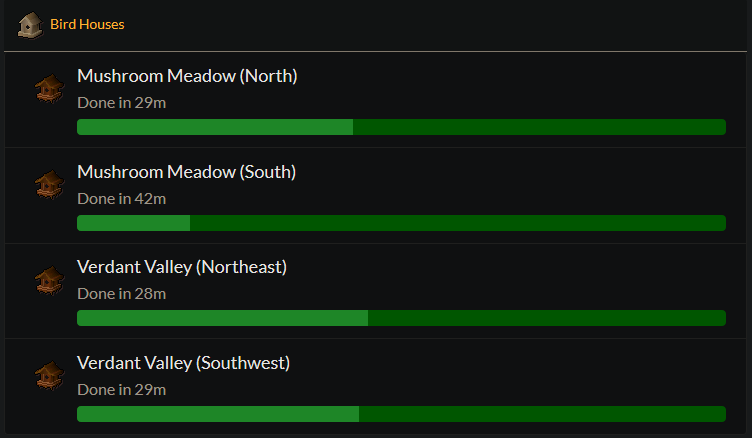 Bird Houses
Mushroom Meadow (North)
Done in 29m
Mushroom Meadow (South)
Done in 42m
Verdant Valley (Northeast)
Done in 28m
Verdant Valley (Southwest)
Done in 29m